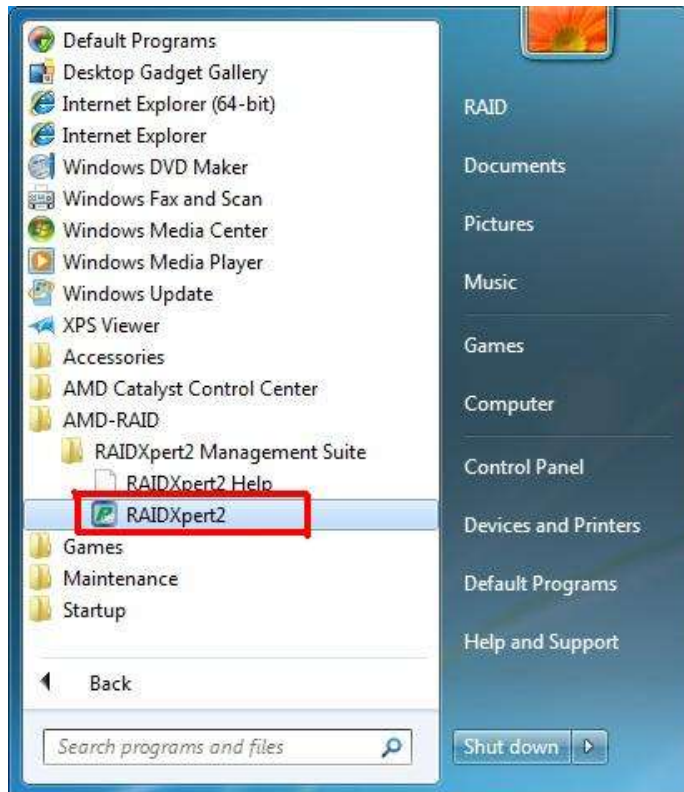 Default Programs
Desktop Gadget Gallery
Internet Explorer (64-bit)
Internet Explorer
Windows DVD Maker
Windows Fax and Scan
Windows Media Center
Windows Media Player
Windows Update
XPS Viewer
Accessories
AMD Catalyst Control Center
AMD-RAID
RAIDXpert2 Management Suite
RAIDXpert2 Help
RAIDXpert2
Games
Maintenance
Startup
Back
Search programs and files
RAID
Documents
Pictures
Music
Games
Computer
Control Panel
Devices and Printers
Default Programs
Help and Support
Shut down